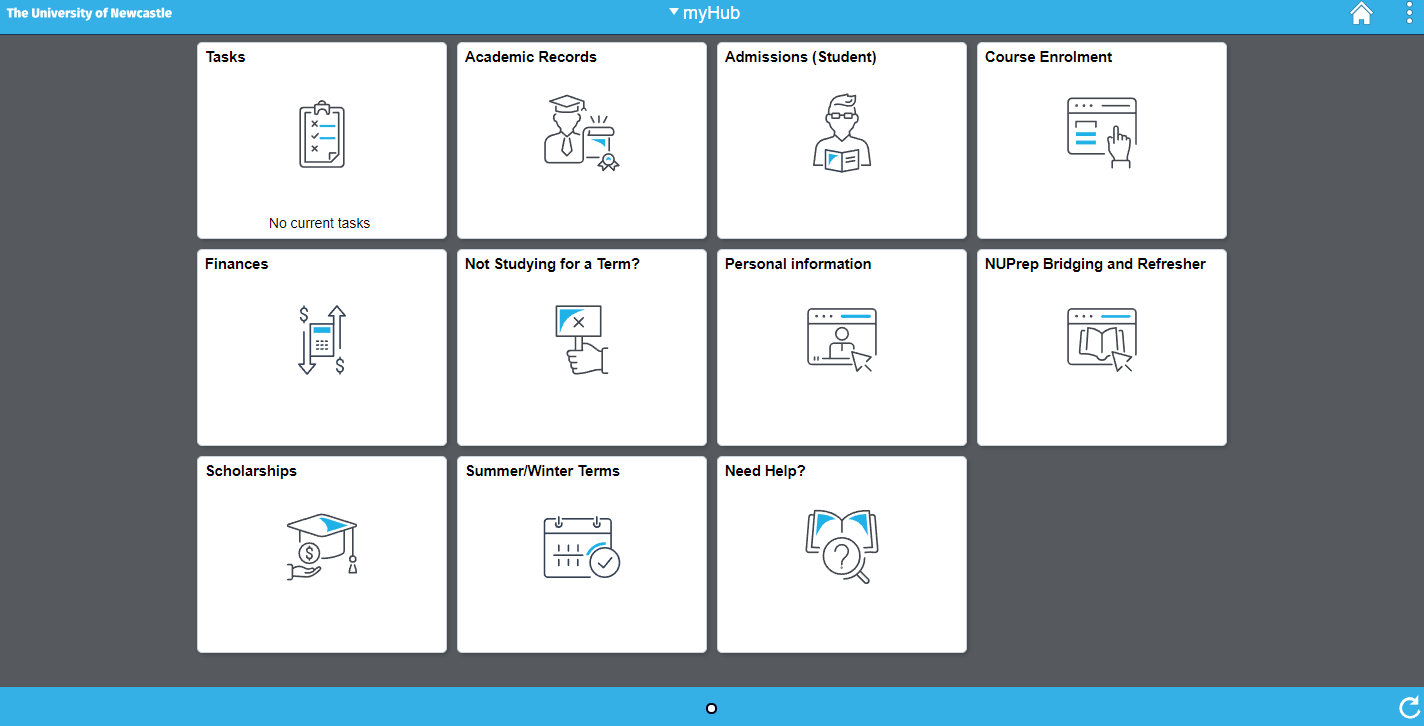 The University of Newcastle
myHub
Tasks
No current tasks
Academic Records
Admissions (Student)
Course Enrolment
Finances
$
$
Not Studying for a Term?
Personal information
NUPrep Bridging and Refresher
Scholarships
$
Summer/Winter Terms
Need Help?
?